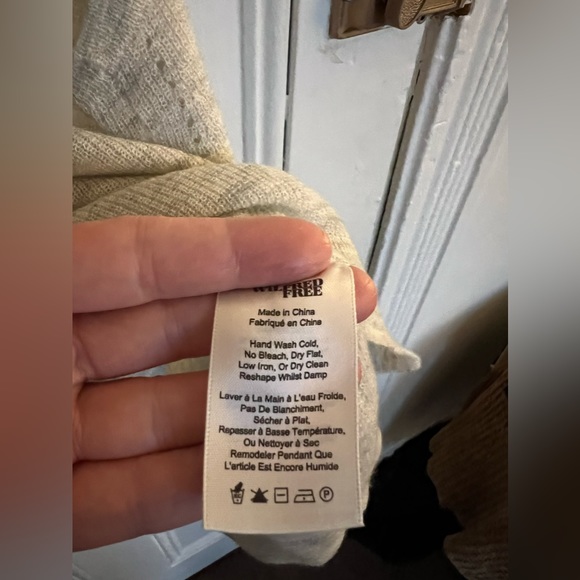 WILFRED
FREE
Made in China
Fabriqué en China
Hand Wash Cold,
No Bleach, Dry Flat,
Low Iron, Or Dry Clean
Reshape Whilst Damp
Laver à La Main à L'eau Froide,
Pas De Blanchiment,
Sécher à Plat,
Repasser à Basse Température,
Ou Nettoyer à Sec
Remodeler Pendant Que
L'article Est Encore Humide
P